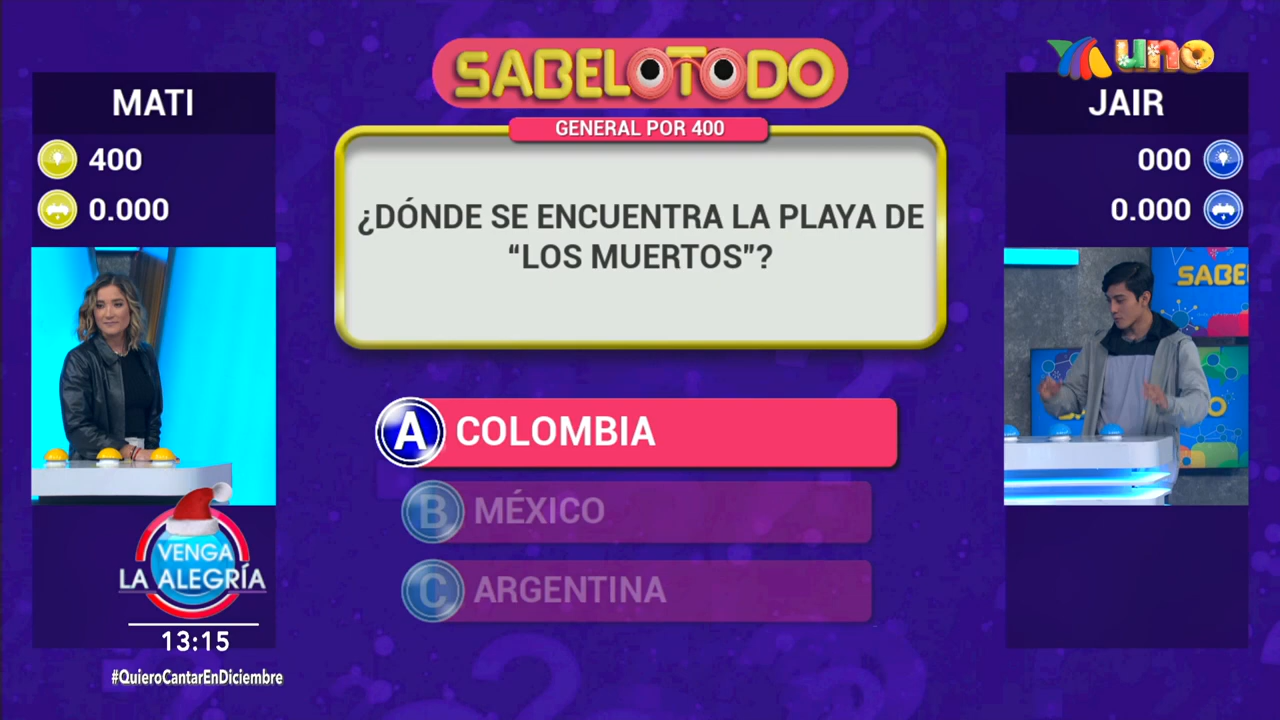 SABELOTODO
uno
GENERAL POR 400
MATI
400
0.000
JAIR
000
0.000
¿DÓNDE SE ENCUENTRA LA PLAYA DE
“LOS MUERTOS”?
SABE
A COLOMBIA
B MÉXICO
C ARGENTINA
VENGA
LA ALEGRÍA
13:15
#QuieroCantarEnDiciembre